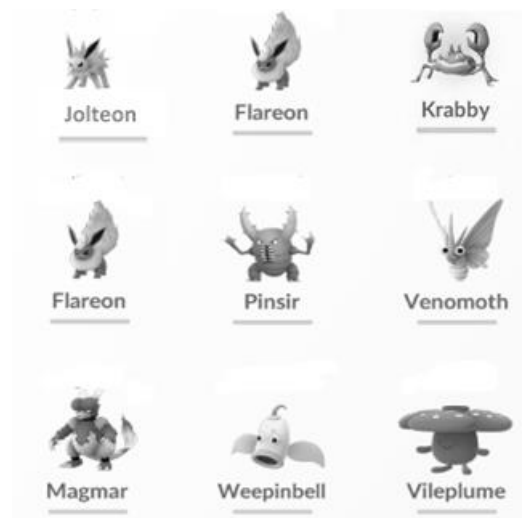 Jolteon Flareon Krabby
Flareon Pinsir Venomoth
Magmar Weepinbell Vileplume